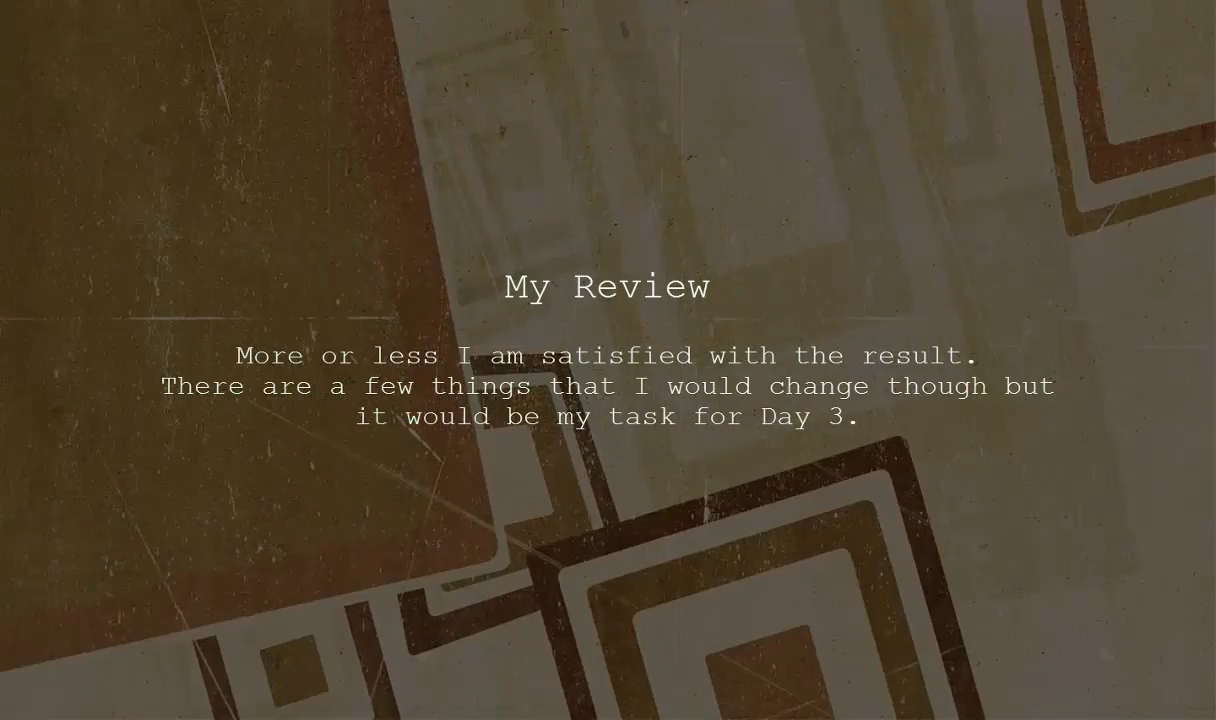 My Review
More or less I am satisfied with the result.
There are a few things that I would change though but
it would be my task for Day 3.